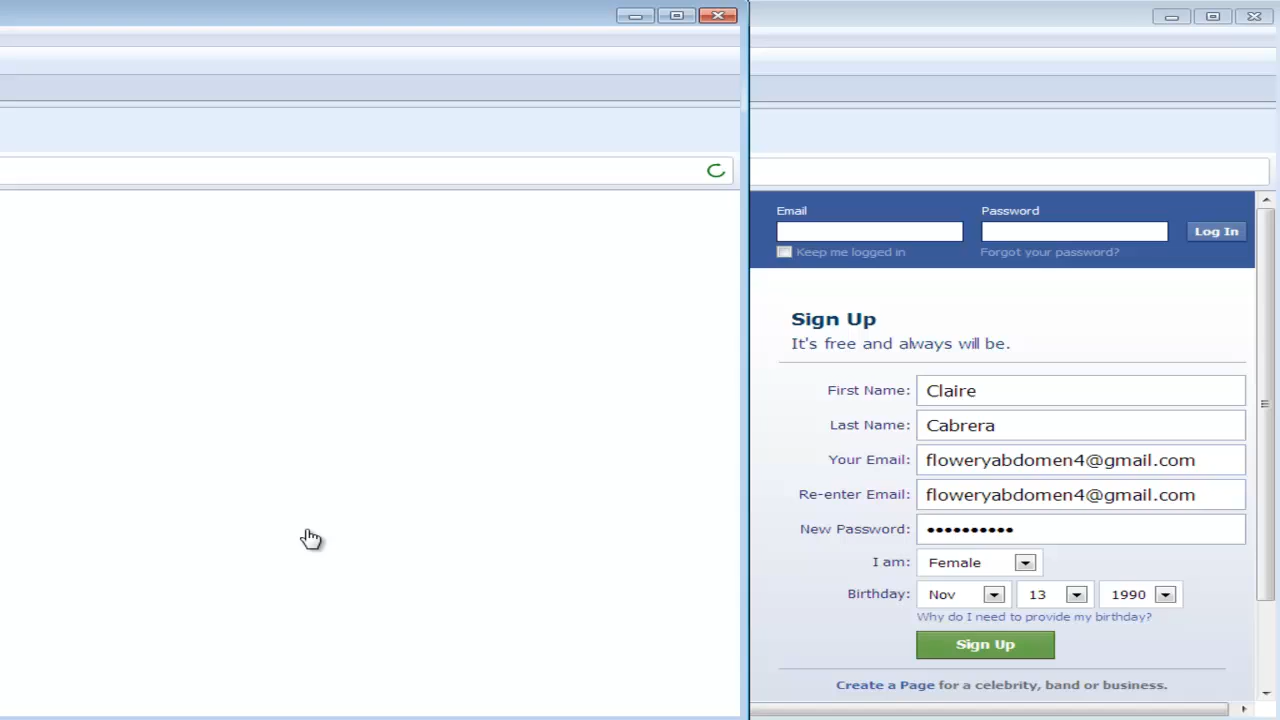 Email Password
Log In
Keep me logged in Forgot your password?
Sign Up
It's free and always will be.
First Name: Claire
Last Name: Cabrera
Your Email: floweryabdomen4@gmail.com
Re-enter Email: floweryabdomen4@gmail.com
New Password: ••••••••••
I am: Female
Birthday: Nov 13 1990
Why do I need to provide my birthday?
Sign Up
Create a Page for a celebrity, band or business.